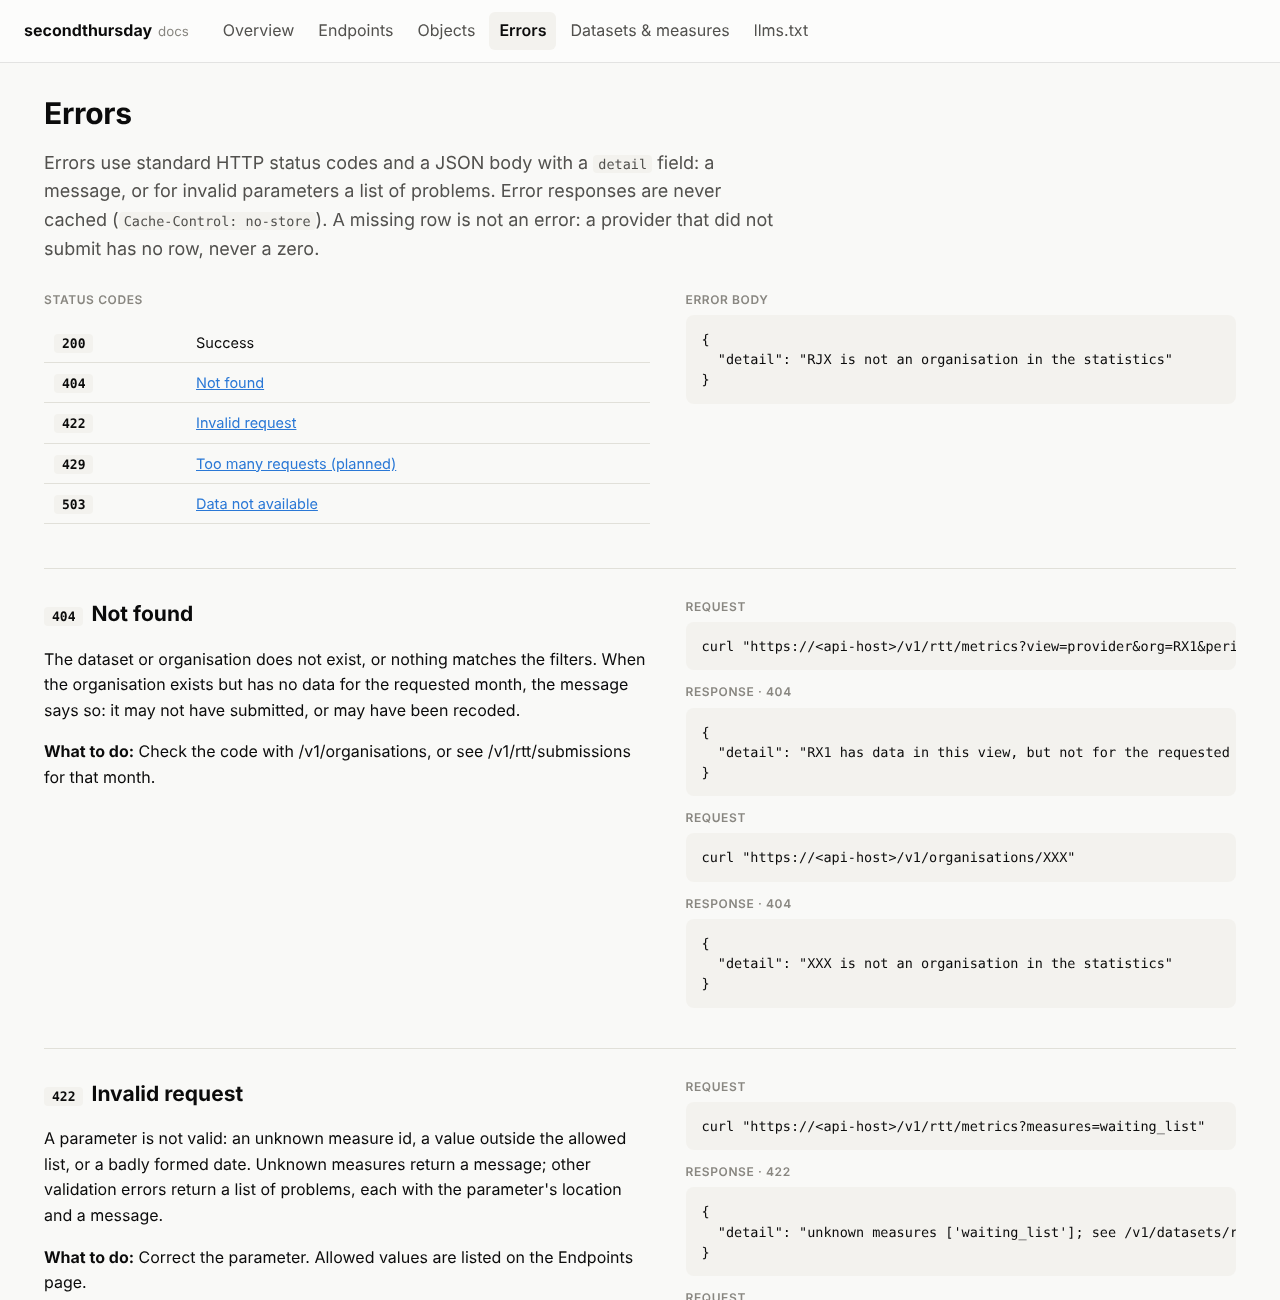 secondthursday docs Overview Endpoints Objects Errors Datasets & measures llms.txt
Errors
Errors use standard HTTP status codes and a JSON body with a detail field: a
message, or for invalid parameters a list of problems. Error responses are never
cached ( Cache-Control: no-store ). A missing row is not an error: a provider that did not
submit has no row, never a zero.
STATUS CODES
200 Success
404 Not found
422 Invalid request
429 Too many requests (planned)
503 Data not available
ERROR BODY
{
"detail": "RJX is not an organisation in the statistics"
}
404 Not found
The dataset or organisation does not exist, or nothing matches the filters. When
the organisation exists but has no data for the requested month, the message
says so: it may not have submitted, or may have been recoded.
What to do: Check the code with /v1/organisations, or see /v1/rtt/submissions
for that month.
REQUEST
curl "https://<api-host>/v1/rtt/metrics?view=provider&org=RX1&peri
RESPONSE · 404
{
"detail": "RX1 has data in this view, but not for the requested
}
REQUEST
curl "https://<api-host>/v1/organisations/XXX"
RESPONSE · 404
{
"detail": "XXX is not an organisation in the statistics"
}
422 Invalid request
A parameter is not valid: an unknown measure id, a value outside the allowed
list, or a badly formed date. Unknown measures return a message; other
validation errors return a list of problems, each with the parameter's location
and a message.
What to do: Correct the parameter. Allowed values are listed on the Endpoints
page.
REQUEST
curl "https://<api-host>/v1/rtt/metrics?measures=waiting_list"
RESPONSE · 422
{
"detail": "unknown measures ['waiting_list']; see /v1/datasets/r
}
REQUEST